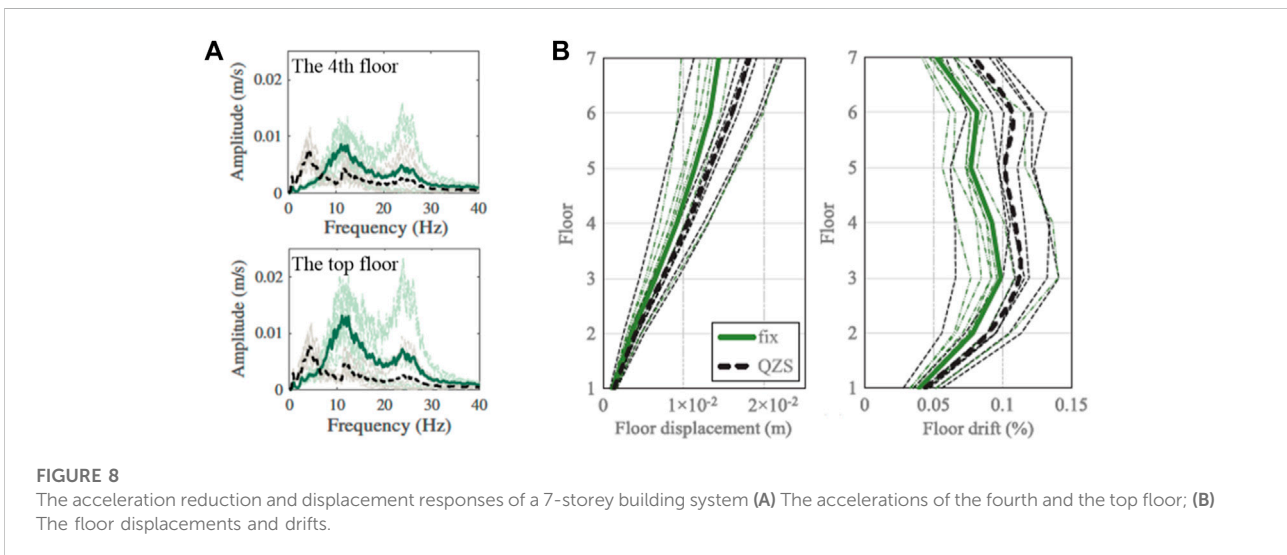 A
The 4th floor
Amplitude (m/s)
0.02
0.01
0
0 10 20 30 40
Frequency (Hz)
The top floor
Amplitude (m/s)
0.02
0.01
0
0 10 20 30 40
Frequency (Hz)
B
Floor
7
6
5
4
3
2
1
fix
QZS
0 1×10-2 2×10-2
Floor displacement (m)
Floor
7
6
5
4
3
2
1
0 0.05 0.1 0.15
Floor drift (%)
FIGURE 8
The acceleration reduction and displacement responses of a 7-storey building system (A) The accelerations of the fourth and the top floor; (B)
The floor displacements and drifts.